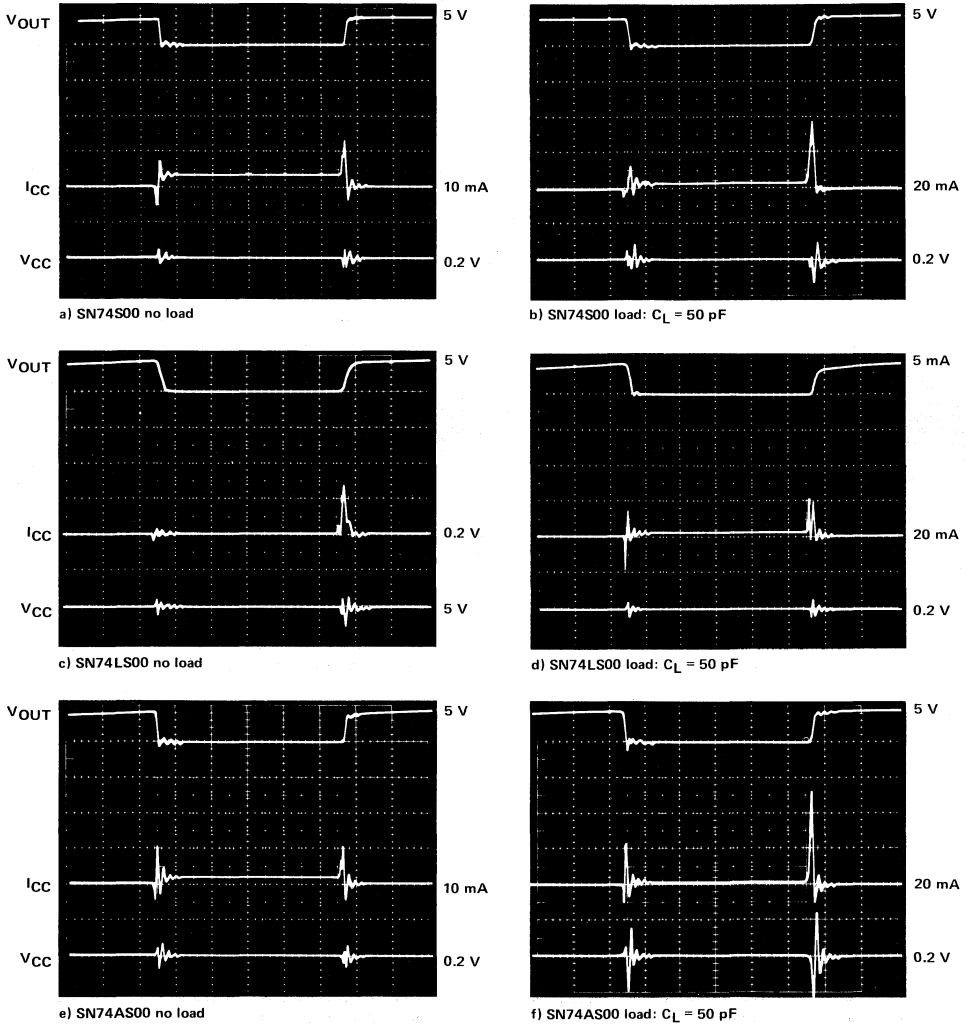 VOUT 5 V
ICC 10 mA
VCC 0.2 V
a) SN74S00 no load
5 V
20 mA
0.2 V
b) SN74S00 load: CL = 50 pF
VOUT 5 V
ICC 0.2 V
VCC 5 V
c) SN74LS00 no load
5 mA
20 mA
0.2 V
d) SN74LS00 load: CL = 50 pF
VOUT 5 V
ICC 10 mA
VCC 0.2 V
e) SN74AS00 no load
5 V
20 mA
0.2 V
f) SN74AS00 load: CL = 50 pF